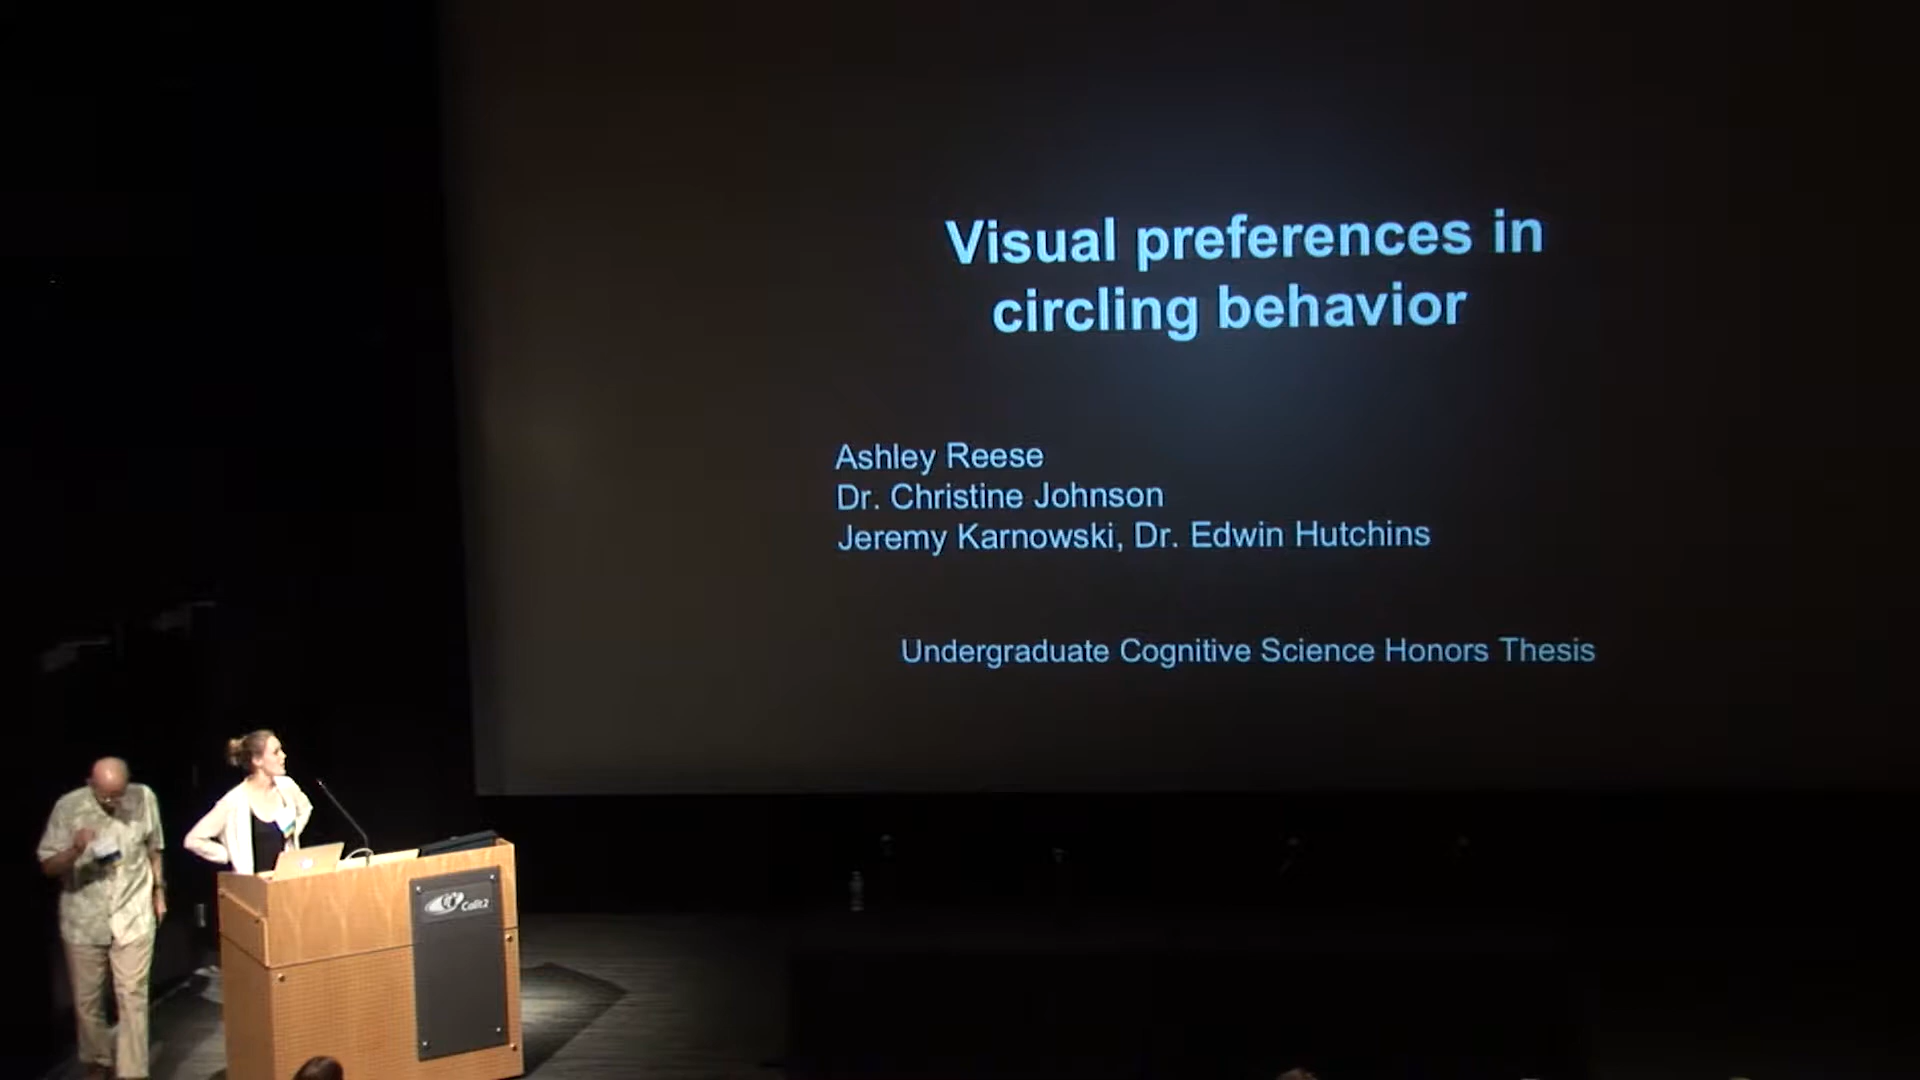 Visual preferences in
circling behavior
Ashley Reese
Dr. Christine Johnson
Jeremy Karnowski, Dr. Edwin Hutchins
Undergraduate Cognitive Science Honors Thesis
Calit2